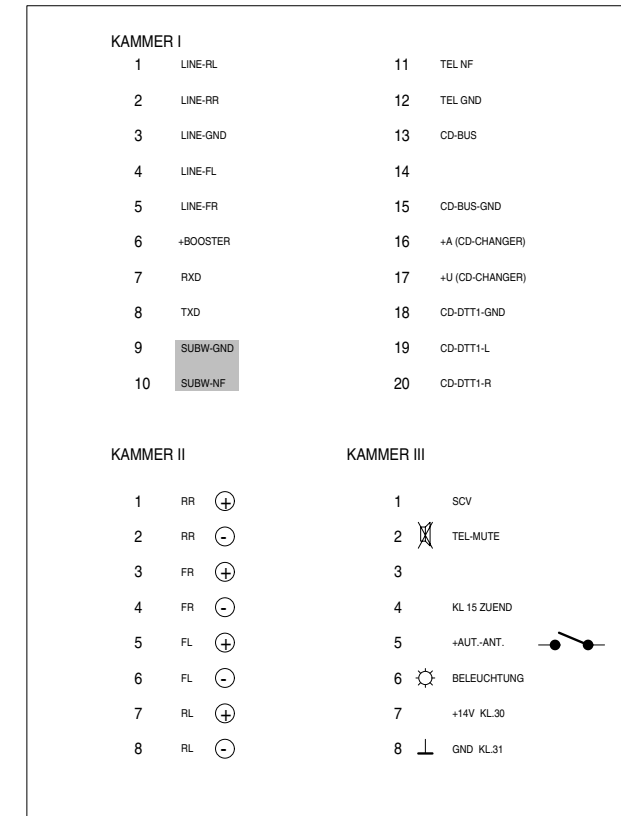 KAMMER I
1 LINE-RL
2 LINE-RR
3 LINE-GND
4 LINE-FL
5 LINE-FR
6 +BOOSTER
7 RXD
8 TXD
9 SUBW-GND
10 SUBW-NF
11 TEL NF
12 TEL GND
13 CD-BUS
14
15 CD-BUS-GND
16 +A (CD-CHANGER)
17 +U (CD-CHANGER)
18 CD-DTT1-GND
19 CD-DTT1-L
20 CD-DTT1-R
KAMMER II
1 RR +
2 RR -
3 FR +
4 FR -
5 FL +
6 FL -
7 RL +
8 RL -
KAMMER III
1 SCV
2 TEL-MUTE
3
4 KL 15 ZUEND
5 +AUT.-ANT.
6 BELEUCHTUNG
7 +14V KL.30
8 GND KL.31